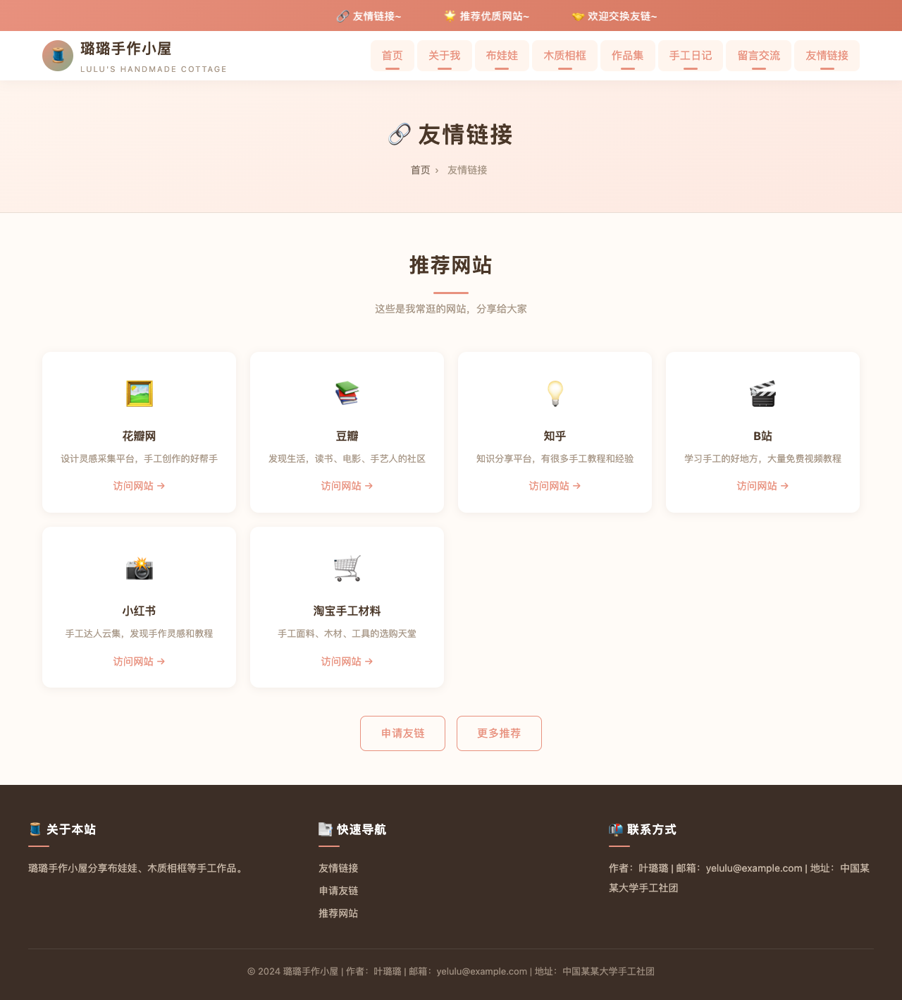 友情链接~
推荐优质网站~
欢迎交换友链~
璐璐手作小屋
LULU'S HANDMADE COTTAGE
首页 关于我 布娃娃 木质相框 作品集 手工日记 留言交流 友情链接
友情链接
首页 › 友情链接
推荐网站
这些是我常逛的网站，分享给大家
花瓣网
设计灵感采集平台，手工创作的好帮手
访问网站 →
豆瓣
发现生活，读书、电影、手艺人的社区
访问网站 →
知乎
知识分享平台，有很多手工教程和经验
访问网站 →
B站
学习手工的好地方，大量免费视频教程
访问网站 →
小红书
手工达人云集，发现手作灵感和教程
访问网站 →
淘宝手工材料
手工面料、木材、工具的选购天堂
访问网站 →
申请友链
更多推荐
关于本站
璐璐手作小屋分享布娃娃、木质相框等手工作品。
快速导航
友情链接
申请友链
推荐网站
联系方式
作者：叶璐璐 | 邮箱：yelulu@example.com | 地址：中国某
某大学手工社团
© 2024 璐璐手作小屋 | 作者：叶璐璐 | 邮箱：yelulu@example.com | 地址：中国某某大学手工社团